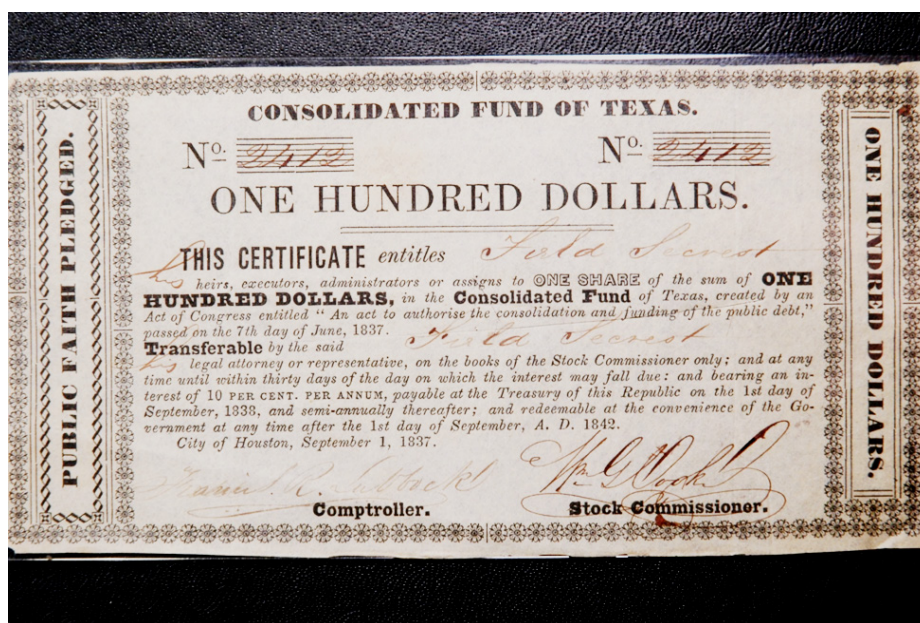 CONSOLIDATED FUND OF TEXAS.
No. 2412 No. 2412
ONE HUNDRED DOLLARS.
THIS CERTIFICATE entitles Field Secrest
his heirs, executors, administrators or assigns to ONE SHARE of the sum of ONE
HUNDRED DOLLARS, in the Consolidated Fund of Texas, created by an
Act of Congress entitled “ An act to authorise the consolidation and funding of the public debt,”
passed on the 7th day of June, 1837.
Transferable by the said Field Secrest
his legal attorney or representative, on the books of the Stock Commissioner only; and at any
time until within thirty days of the day on which the interest may fall due: and bearing an in-
terest of 10 PER CENT. PER ANNUM, payable at the Treasury of this Republic on the 1st day of
September, 1838, and semi-annually thereafter; and redeemable at the convenience of the Go-
vernment at any time after the 1st day of September, A. D. 1842.
City of Houston, September 1, 1837.
Francis R. Lubbock Wm G Cook
Comptroller. Stock Commissioner.
PUBLIC FAITH PLEDGED.
ONE HUNDRED DOLLARS.